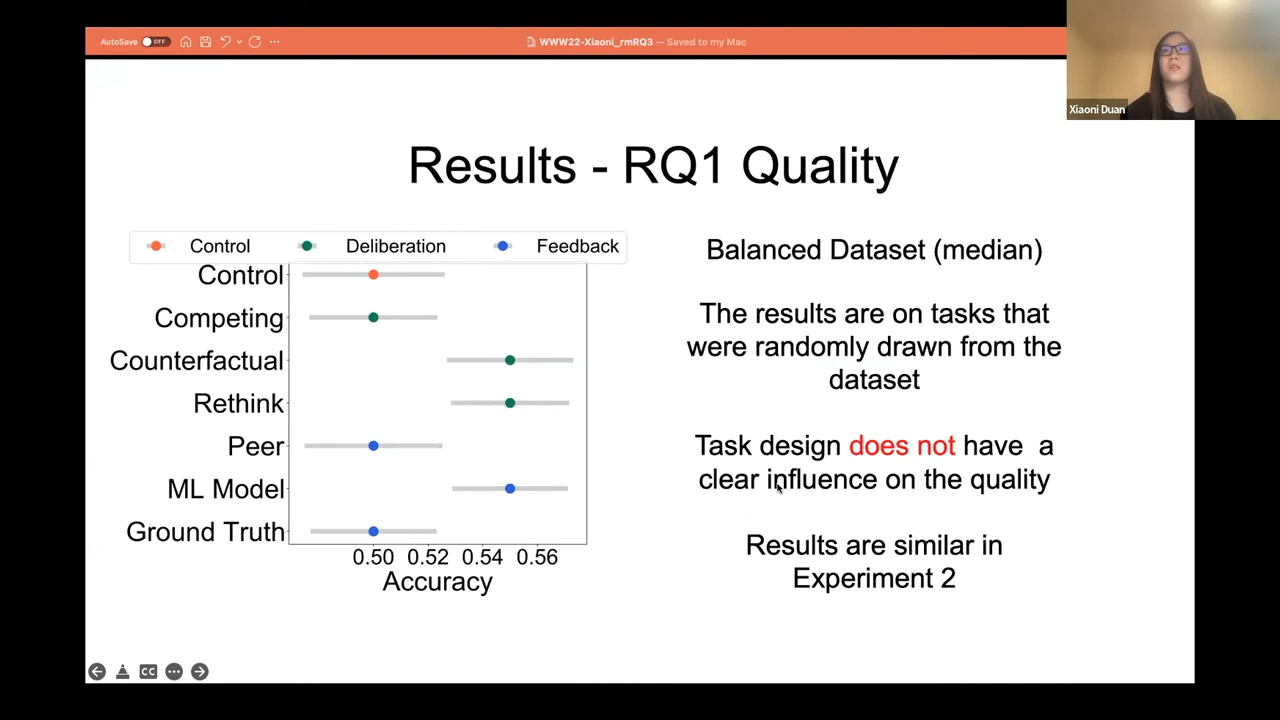 AutoSave OFF
WWW22-Xiaoni_rmRQ3 — Saved to my Mac
Xiaoni Duan
Results - RQ1 Quality
Control Deliberation Feedback
Control
Competing
Counterfactual
Rethink
Peer
ML Model
Ground Truth
0.50 0.52 0.54 0.56
Accuracy
Balanced Dataset (median)
The results are on tasks that
were randomly drawn from the
dataset
Task design does not have a
clear influence on the quality
Results are similar in
Experiment 2
CC